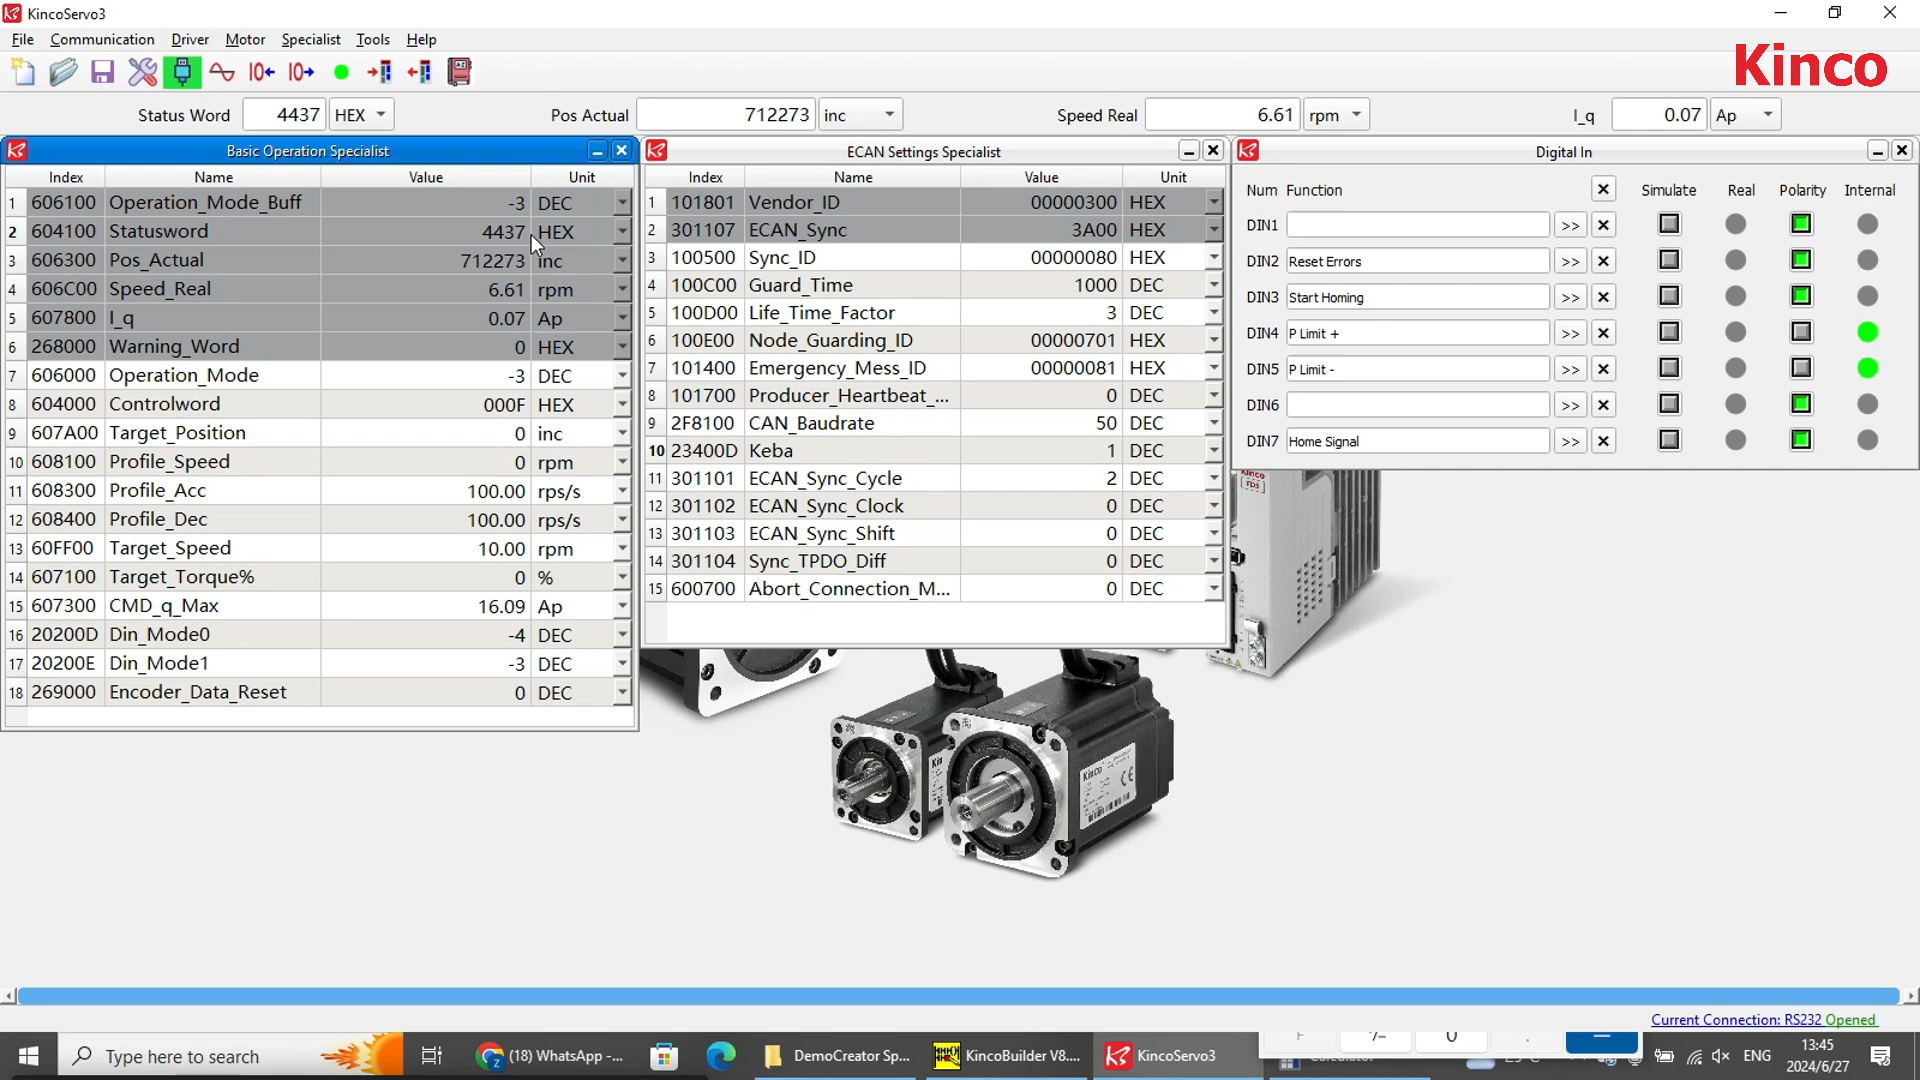 KincoServo3
File Communication Driver Motor Specialist Tools Help
Kinco
Status Word 4437 HEX Pos Actual 712273 inc Speed Real 6.61 rpm I_q 0.07 Ap
Basic Operation Specialist
Index Name Value Unit
1 606100 Operation_Mode_Buff -3 DEC
2 604100 Statusword 4437 HEX
3 606300 Pos_Actual 712273 inc
4 606C00 Speed_Real 6.61 rpm
5 607800 I_q 0.07 Ap
6 268000 Warning_Word 0 HEX
7 606000 Operation_Mode -3 DEC
8 604000 Controlword 000F HEX
9 607A00 Target_Position 0 inc
10 608100 Profile_Speed 0 rpm
11 608300 Profile_Acc 100.00 rps/s
12 608400 Profile_Dec 100.00 rps/s
13 60FF00 Target_Speed 10.00 rpm
14 607100 Target_Torque% 0 %
15 607300 CMD_q_Max 16.09 Ap
16 20200D Din_Mode0 -4 DEC
17 20200E Din_Mode1 -3 DEC
18 269000 Encoder_Data_Reset 0 DEC
ECAN Settings Specialist
Index Name Value Unit
1 101801 Vendor_ID 00000300 HEX
2 301107 ECAN_Sync 3A00 HEX
3 100500 Sync_ID 00000080 HEX
4 100C00 Guard_Time 1000 DEC
5 100D00 Life_Time_Factor 3 DEC
6 100E00 Node_Guarding_ID 00000701 HEX
7 101400 Emergency_Mess_ID 00000081 HEX
8 101700 Producer_Heartbeat_... 0 DEC
9 2F8100 CAN_Baudrate 50 DEC
10 23400D Keba 1 DEC
11 301101 ECAN_Sync_Cycle 2 DEC
12 301102 ECAN_Sync_Clock 0 DEC
13 301103 ECAN_Sync_Shift 0 DEC
14 301104 Sync_TPDO_Diff 0 DEC
15 600700 Abort_Connection_M... 0 DEC
Digital In
Num Function Simulate Real Polarity Internal
DIN1 >>
DIN2 Reset Errors >>
DIN3 Start Homing >>
DIN4 P Limit + >>
DIN5 P Limit - >>
DIN6 >>
DIN7 Home Signal >>
Kinco
FD5
Kinco
CE
Current Connection: RS232 Opened
Type here to search
(18) WhatsApp -...
DemoCreator Sp...
KincoBuilder V8....
KincoServo3
ENG
13:45
2024/6/27